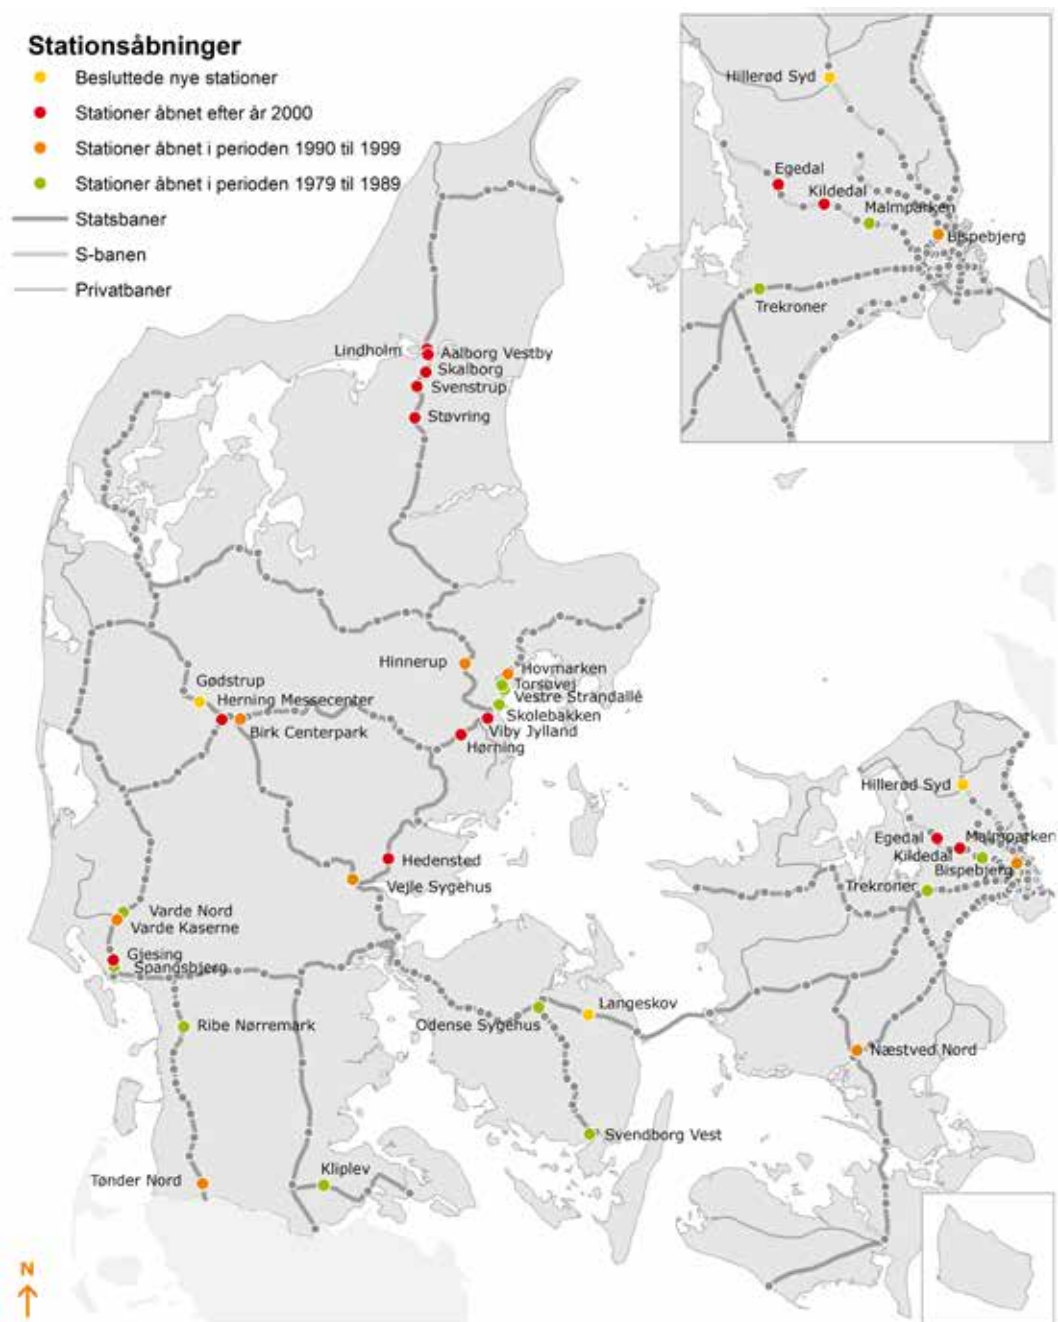 Stationsåbninger
Besluttede nye stationer
Stationer åbnet efter år 2000
Stationer åbnet i perioden 1990 til 1999
Stationer åbnet i perioden 1979 til 1989
Statsbaner
S-banen
Privatbaner
Hillerød Syd
Egedal
Kildedal
Malmparken
Bispebjerg
Trekroner
Lindholm
Aalborg Vestby
Skalborg
Svenstrup
Støvring
Hinnerup
Hovmarken
Torsøvej
Vestre Strandallé
Skolebakken
Viby Jylland
Hørning
Gødstrup
Herning Messecenter
Birk Centerpark
Hedensted
Vejle Sygehus
Varde Nord
Varde Kaserne
Gjesing
Spangsbjerg
Ribe Nørremark
Tønder Nord
Kliplev
Odense Sygehus
Langeskov
Svendborg Vest
Hillerød Syd
Egedal
Malmparken
Kildedal
Bispebjerg
Trekroner
Næstved Nord
N